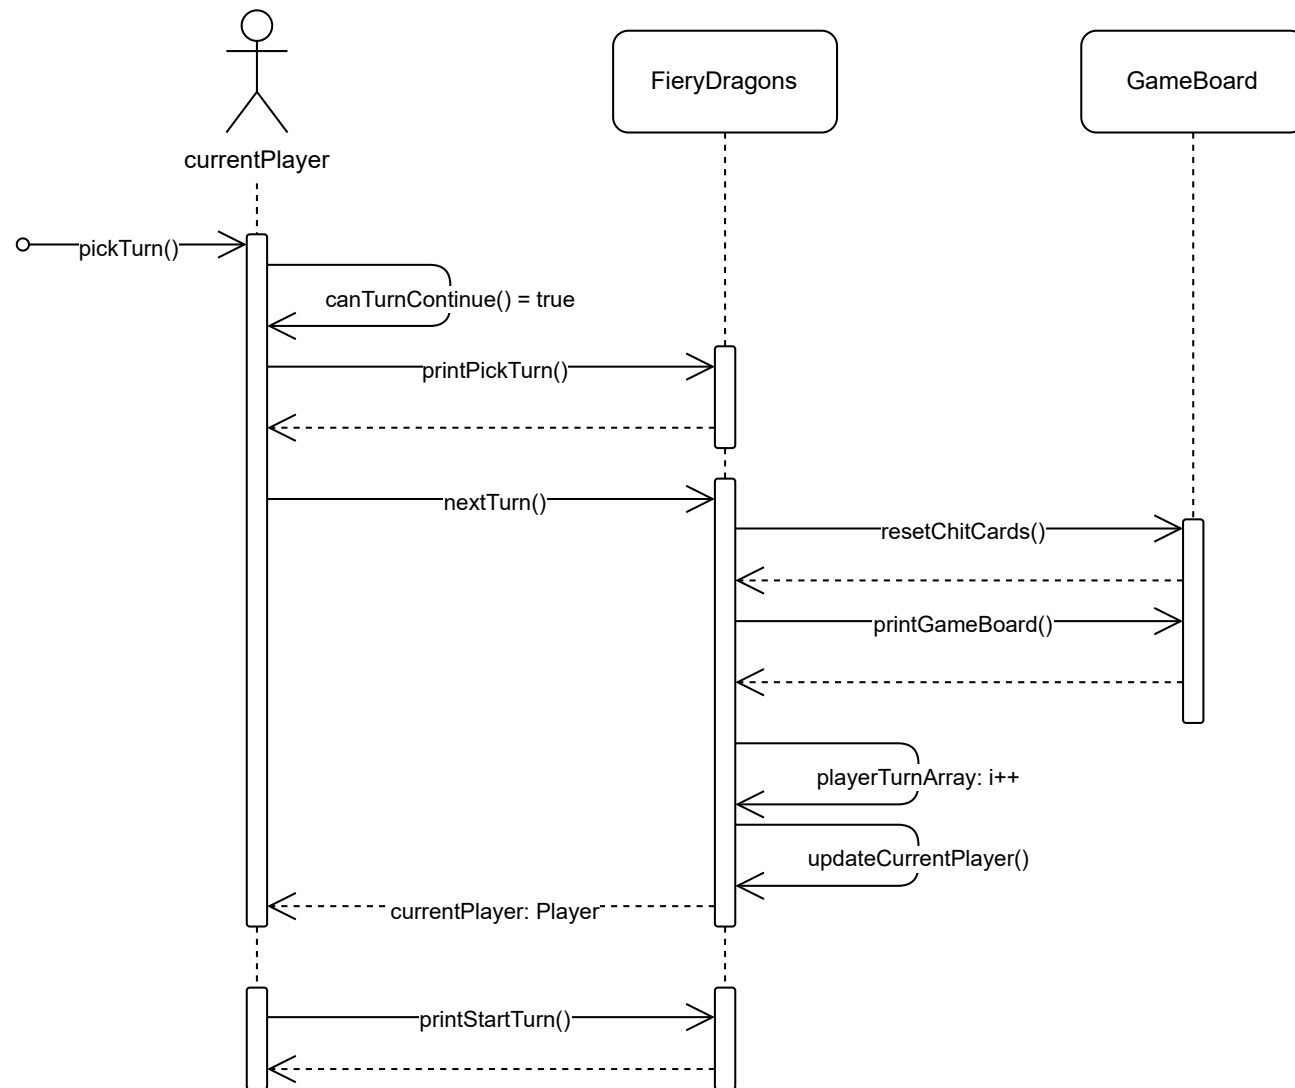 FieryDragons
GameBoard
currentPlayer
pickTurn()
canTurnContinue() = true
printPickTurn()
nextTurn()
resetChitCards()
printGameBoard()
playerTurnArray: i++
updateCurrentPlayer()
currentPlayer: Player
printStartTurn()